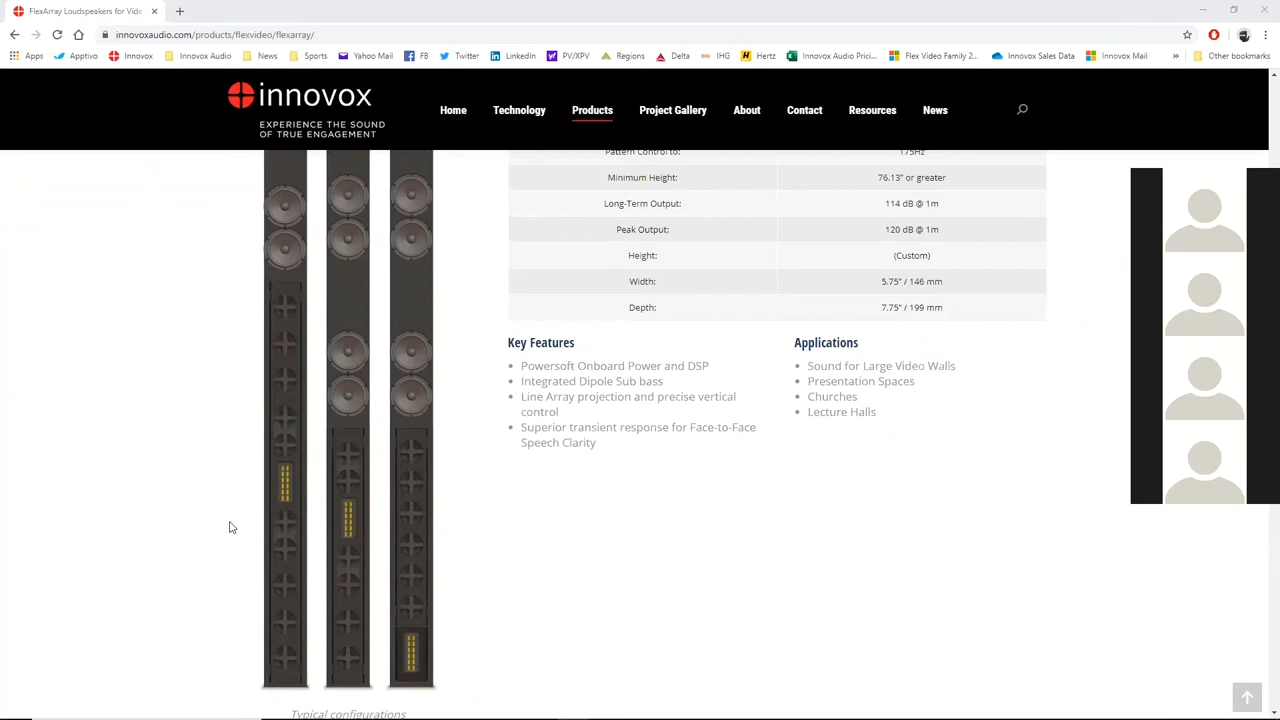 FlexArray Loudspeakers for Vide
innovoxaudio.com/products/flexvideo/flexarray/
Apps
Apptivo
Innovox
Innovox Audio
News
Sports
Yahoo Mail
FB
Twitter
LinkedIn
PV/XPV
Regions
Delta
IHG
Hertz
Innovox Audio Prici...
Flex Video Family 2...
Innovox Sales Data
Innovox Mail
»
Other bookmarks
innovox
EXPERIENCE THE SOUND
OF TRUE ENGAGEMENT
Home
Technology
Products
Project Gallery
About
Contact
Resources
News
Pattern Control to: 175Hz
Minimum Height: 76.13" or greater
Long-Term Output: 114 dB @ 1m
Peak Output: 120 dB @ 1m
Height: (Custom)
Width: 5.75" / 146 mm
Depth: 7.75" / 199 mm
Key Features
• Powersoft Onboard Power and DSP
• Integrated Dipole Sub bass
• Line Array projection and precise vertical
control
• Superior transient response for Face-to-Face
Speech Clarity
Applications
• Sound for Large Video Walls
• Presentation Spaces
• Churches
• Lecture Halls
Typical configurations